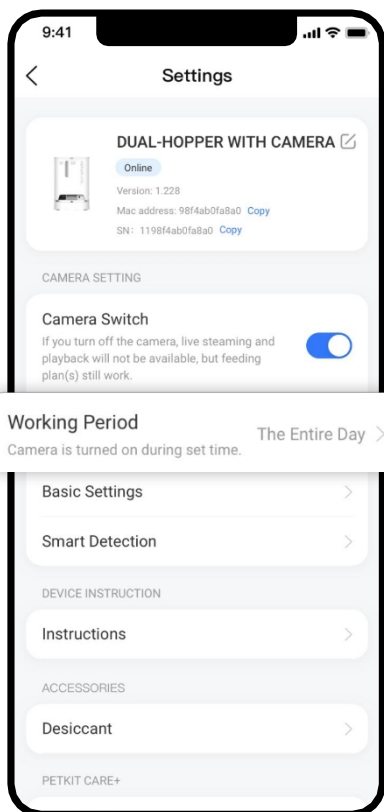 9:41
Settings
DUAL-HOPPER WITH CAMERA
Online
Version: 1.228
Mac address: 98f4ab0fa8a0 Copy
SN: 1198f4ab0fa8a0 Copy
CAMERA SETTING
Camera Switch
If you turn off the camera, live steaming and
playback will not be available, but feeding
plan(s) still work.
Working Period
The Entire Day
Camera is turned on during set time.
Basic Settings
Smart Detection
DEVICE INSTRUCTION
Instructions
ACCESSORIES
Desiccant
PETKIT CARE+